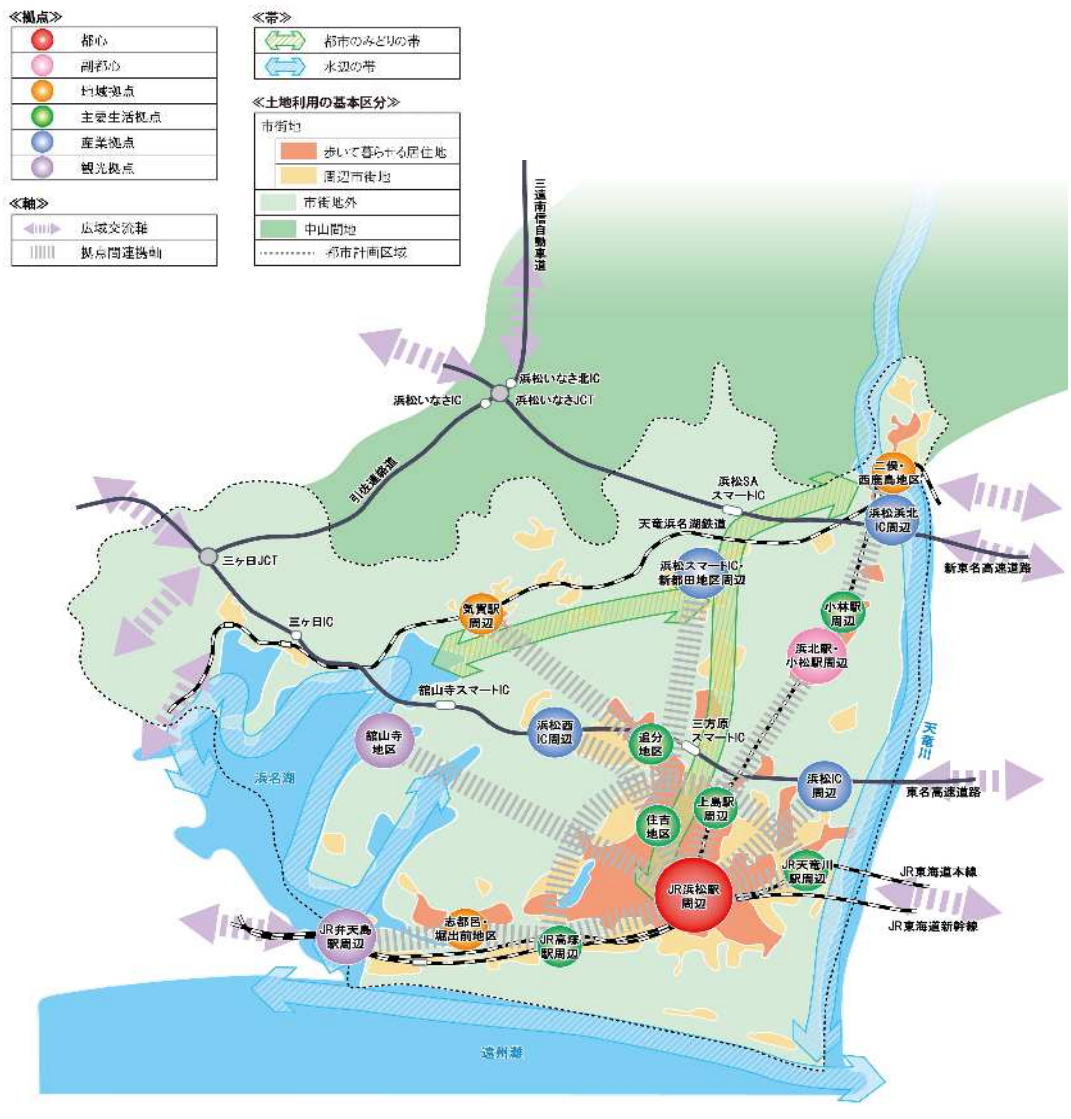 ≪拠点≫
都心
副都心
地域拠点
主要生活拠点
産業拠点
観光拠点
≪軸≫
広域交流軸
拠点間連携軸
≪帯≫
都市のみどりの帯
水辺の帯
≪土地利用の基本区分≫
市街地
歩いて暮らせる居住地
周辺市街地
市街地外
中山間地
都市計画区域
三遠南信自動車道
浜松いなさ北IC
浜松いなさIC
浜松いなさJCT
引佐連絡道
浜松SA
スマートIC
二俣・
西鹿島地区
天竜浜名湖鉄道
浜松浜北
IC周辺
新東名高速道路
三ヶ日JCT
浜松スマートIC・
新都田地区周辺
気賀駅
周辺
小林駅
周辺
三ヶ日IC
浜北駅・
小松駅周辺
舘山寺スマートIC
舘山寺
地区
浜松西
IC周辺
追分
地区
三方原
スマートIC
天竜川
浜名湖
浜松IC
周辺
東名高速道路
上島駅
周辺
住吉
地区
JR天竜川
駅周辺
JR東海道本線
JR浜松駅
周辺
JR東海道新幹線
志都呂・
堀出前地区
JR弁天島
駅周辺
JR高塚
駅周辺
遠州灘